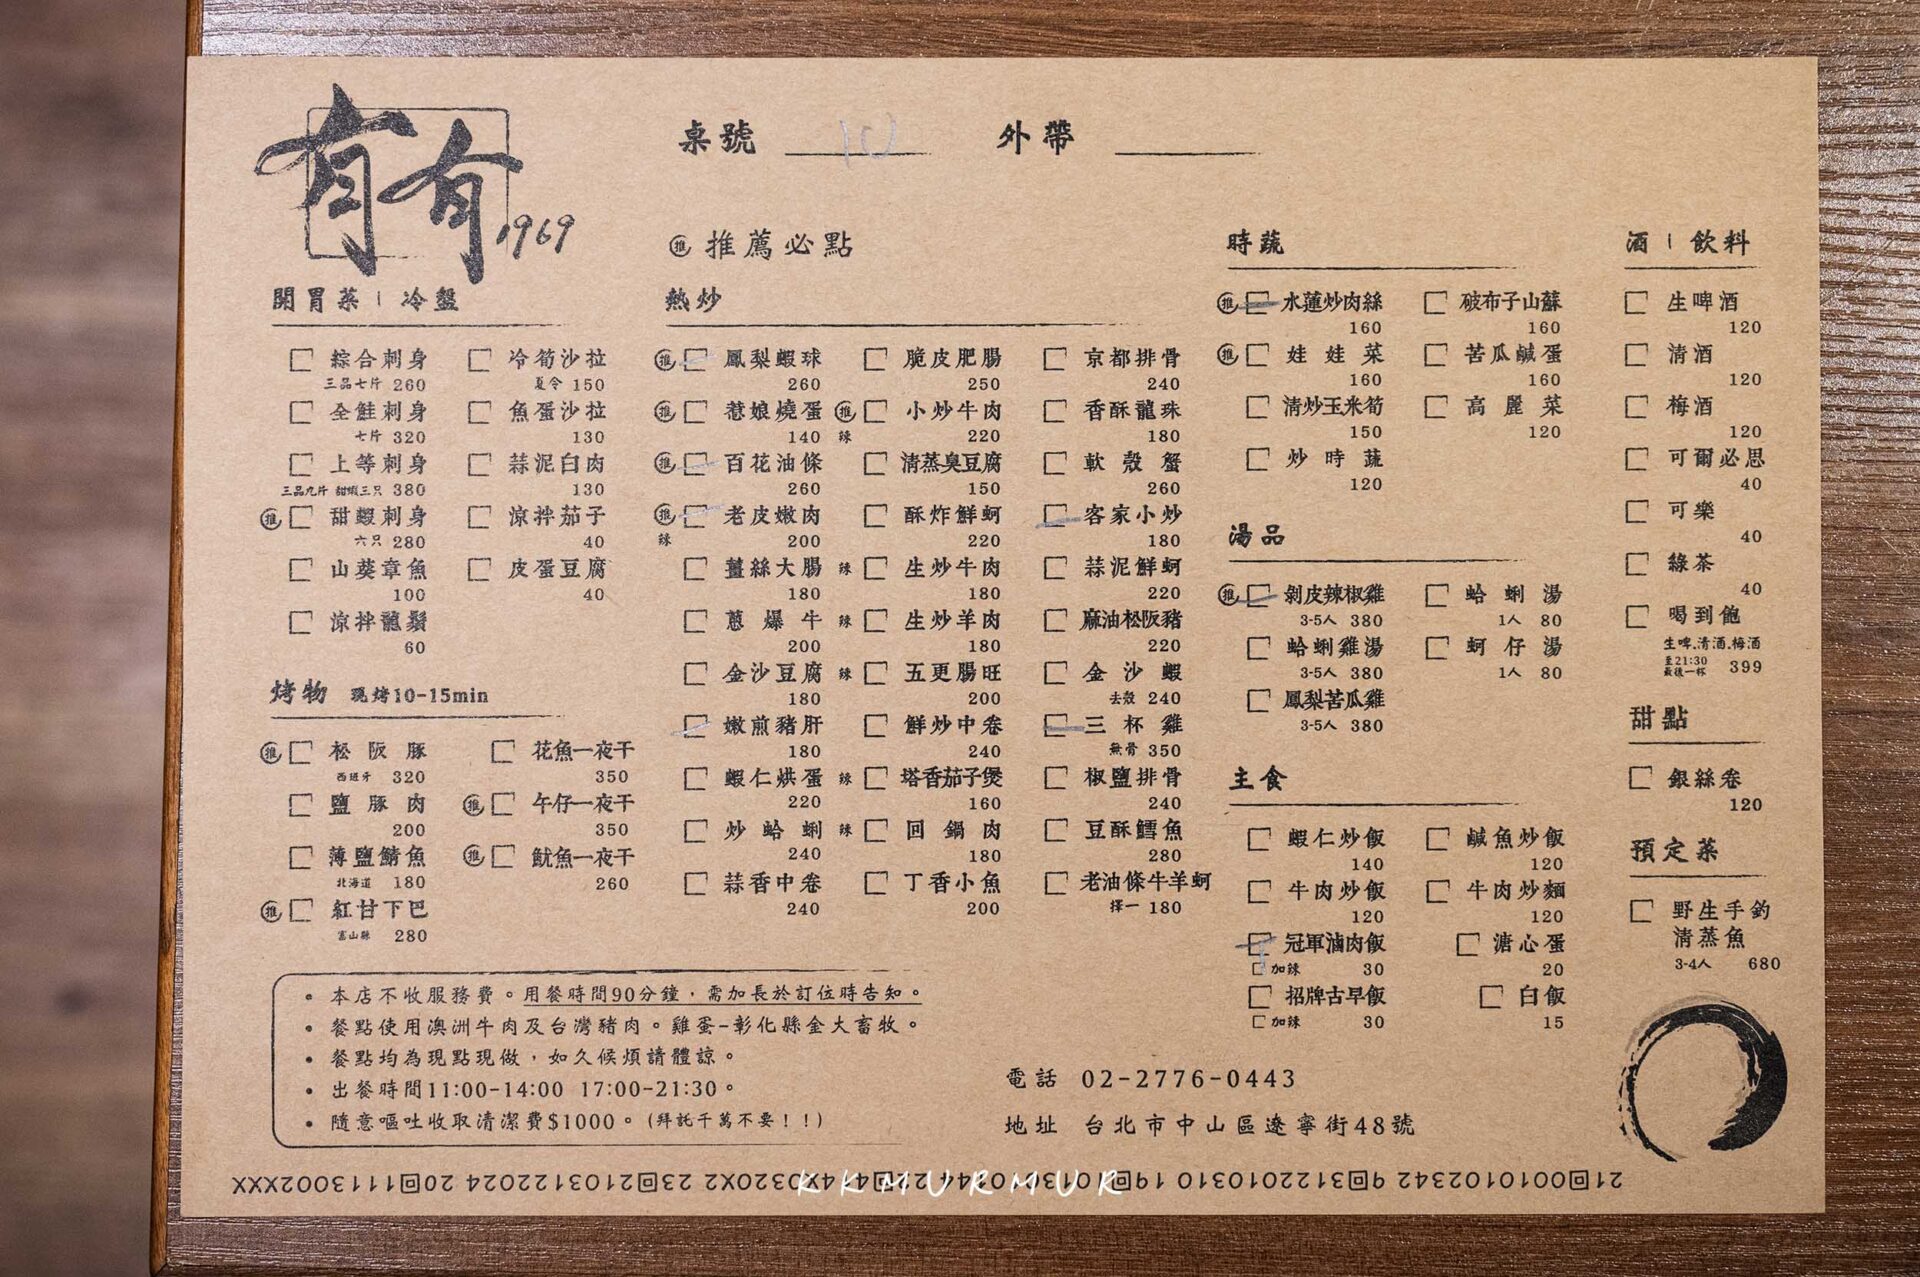 有有 1969
桌號 10 外帶
推 推薦必點
開胃菜 | 冷盤
綜合刺身
三品七片 260
全鮭刺身
七片 320
上等刺身
三品九片 甜蝦三只 380
推 甜蝦刺身
六只 280
山葵章魚
100
涼拌龍鬚
60
冷筍沙拉
夏令 150
魚蛋沙拉
130
蒜泥白肉
130
涼拌茄子
40
皮蛋豆腐
40
烤物 現烤10-15min
推 松阪豚
西班牙 320
鹽豚肉
200
薄鹽鯖魚
北海道 180
推 紅甘下巴
富山縣 280
花魚一夜干
350
推 午仔一夜干
350
推 魷魚一夜干
260
熱炒
推 鳳梨蝦球
260
推 惹娘燒蛋
140
推 百花油條
260
推 老皮嫩肉
辣 200
薑絲大腸
180
蔥爆牛
200
金沙豆腐
180
嫩煎豬肝
180
蝦仁烘蛋
220
炒蛤蜊
240
蒜香中卷
240
脆皮肥腸
250
推 小炒牛肉
辣 220
清蒸臭豆腐
150
酥炸鮮蚵
220
辣 生炒牛肉
180
辣 生炒羊肉
180
辣 五更腸旺
200
鮮炒中卷
240
辣 塔香茄子煲
160
辣 回鍋肉
180
丁香小魚
200
京都排骨
240
香酥龍珠
180
軟殼蟹
260
客家小炒
180
蒜泥鮮蚵
220
麻油松阪豬
220
金沙蝦
去殼 240
三杯雞
無骨 350
椒鹽排骨
240
豆酥鱈魚
280
老油條牛羊蚵
擇一 180
時蔬
推 水蓮炒肉絲
160
推 娃娃菜
160
清炒玉米筍
150
炒時蔬
120
破布子山蘇
160
苦瓜鹹蛋
160
高麗菜
120
湯品
推 剝皮辣椒雞
3-5人 380
蛤蜊雞湯
3-5人 380
鳳梨苦瓜雞
3-5人 380
蛤蜊湯
1人 80
蚵仔湯
1人 80
主食
蝦仁炒飯
140
牛肉炒飯
120
冠軍滷肉飯
加辣 30
招牌古早飯
加辣 30
鹹魚炒飯
120
牛肉炒麵
120
溏心蛋
20
白飯
15
酒 | 飲料
生啤酒
120
清酒
120
梅酒
120
可爾必思
40
可樂
40
綠茶
40
喝到飽
生啤.清酒.梅酒
至21:30
最後一杯 399
甜點
銀絲卷
120
預定菜
野生手釣
清蒸魚
3-4人 680
• 本店不收服務費。用餐時間90分鐘，需加長於訂位時告知。
• 餐點使用澳洲牛肉及台灣豬肉。雞蛋-彰化縣全大畜牧。
• 餐點均為現點現做，如久候煩請體諒。
• 出餐時間11:00-14:00 17:00-21:30。
• 隨意嘔吐收取清潔費$1000。(拜託千萬不要！！)
電話 02-2776-0443
地址 台北市中山區遼寧街48號
KKMURMUR